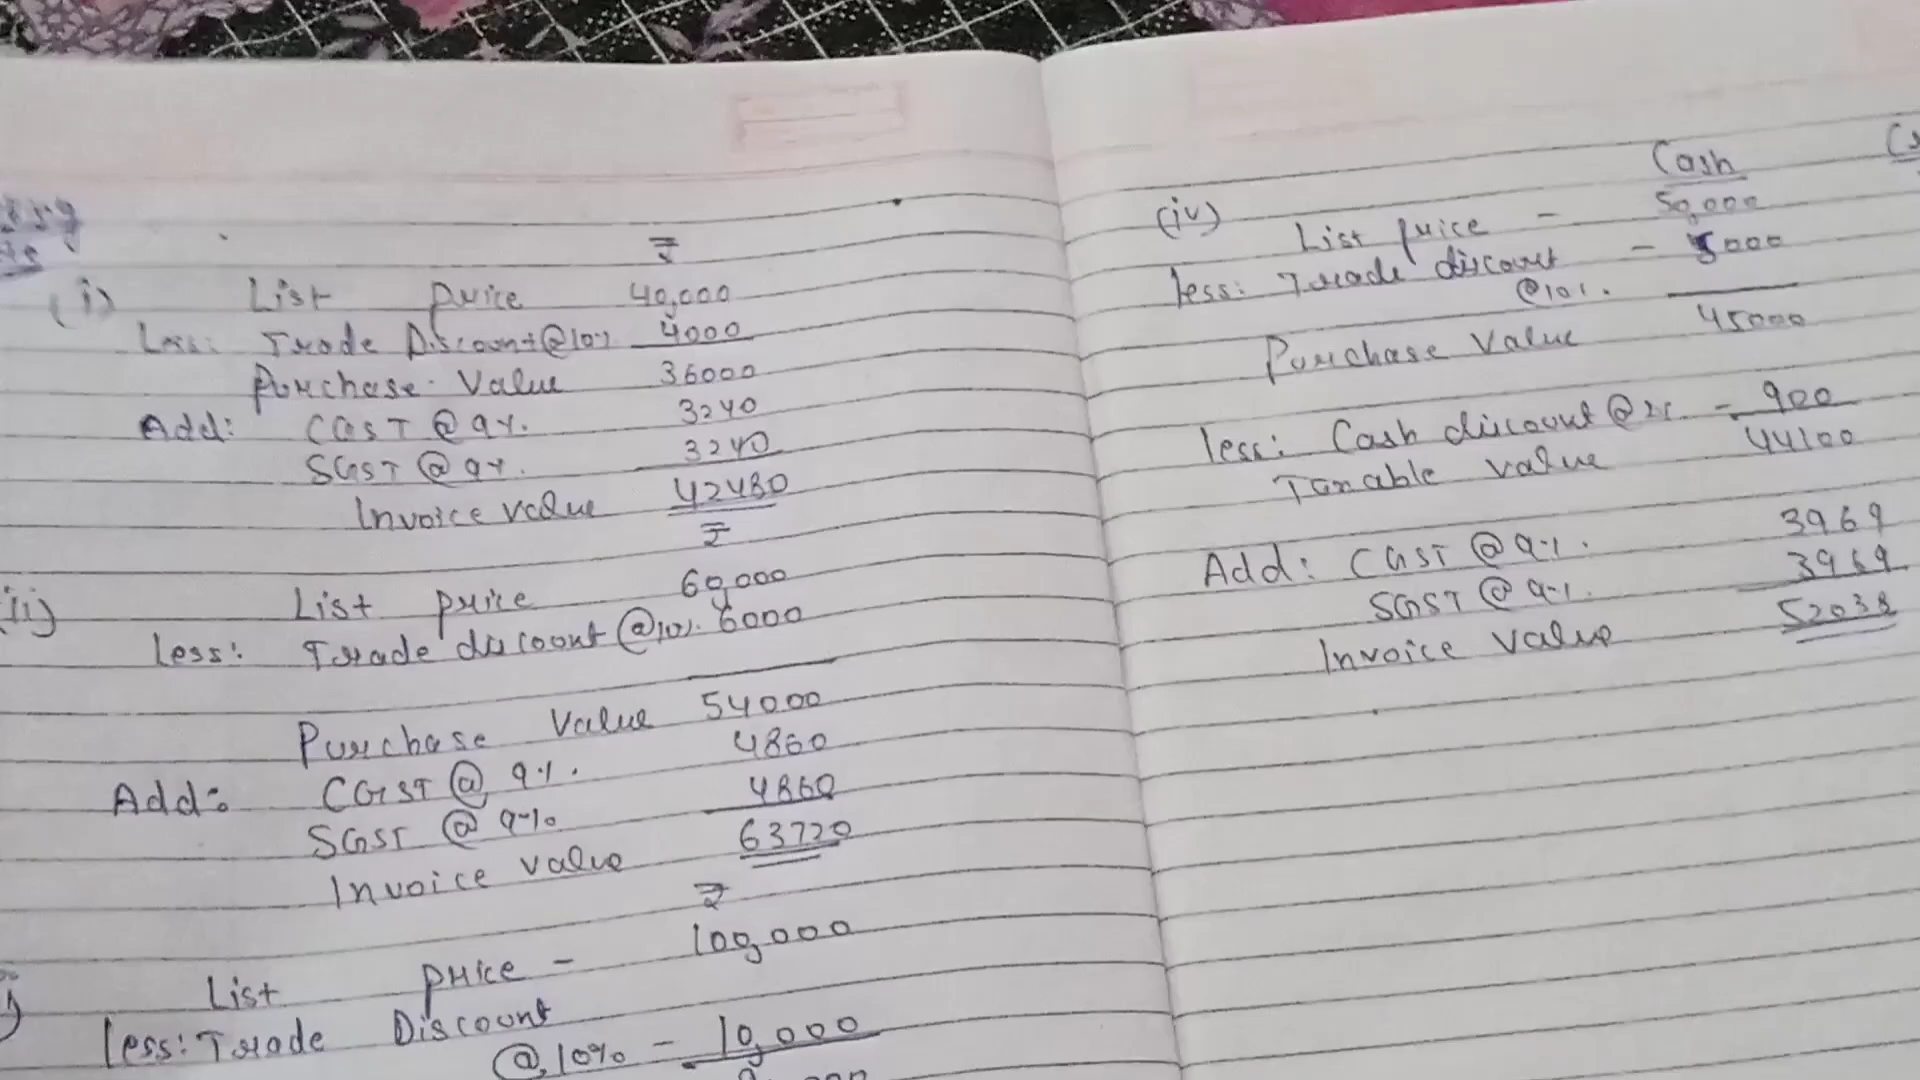 ₹
(i) List price 40,000
Less: Trade Discount@10% 4000
Purchase Value 36000
Add: CGST @ 9%. 3240
SGST @ 9%. 3240
Invoice value 42480
₹
(ii) List price 60,000
Less: Trade discount @10%. 6000
Purchase Value 54000
Add: CGST @ 9%. 4860
SGST @ 9% 4860
Invoice value 63720
₹
List price - 100,000
less: Trade Discount
@ 10% - 10,000
Cash
(iv) List price - 50,000
less: Trade discount - 5000
@10%.
Purchase Value 45000
less: Cash discount @ 2% - 900
Taxable value 44100
Add: CGST @ 9%. 3969
SGST @ 9%. 3969
Invoice Value 52038